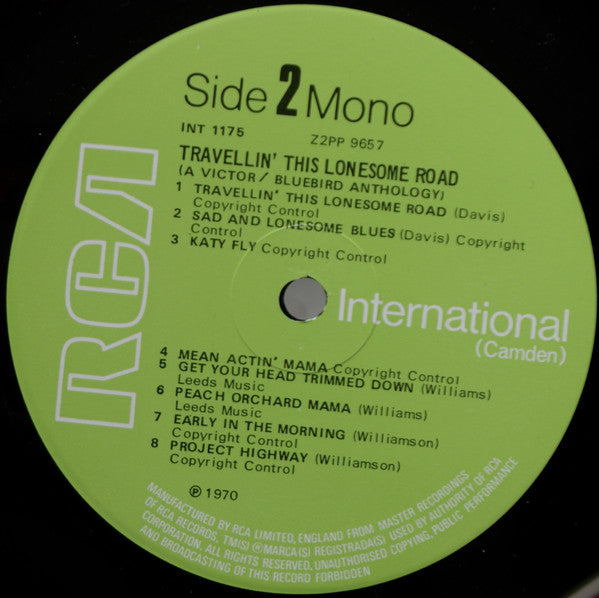 Side 2 Mono
INT 1175 Z2PP 9657
TRAVELLIN' THIS LONESOME ROAD
(A VICTOR/BLUEBIRD ANTHOLOGY)
1 TRAVELLIN' THIS LONESOME ROAD (Davis)
Copyright Control
2 SAD AND LONESOME BLUES (Davis) Copyright
Control
3 KATY FLY Copyright Control
RCA
International
(Camden)
4 MEAN ACTIN' MAMA Copyright Control
5 GET YOUR HEAD TRIMMED DOWN (Williams)
Leeds Music
6 PEACH ORCHARD MAMA (Williams)
Leeds Music
7 EARLY IN THE MORNING (Williamson)
Copyright Control
8 PROJECT HIGHWAY (Williamson)
Copyright Control
℗ 1970
MANUFACTURED BY RCA LIMITED, ENGLAND FROM MASTER RECORDINGS
OF RCA RECORDS, TM(S) ® MARCA(S) REGISTRADA(S) USED BY AUTHORITY OF RCA
CORPORATION. ALL RIGHTS RESERVED, UNAUTHORISED COPYING, PUBLIC PERFORMANCE
AND BROADCASTING OF THIS RECORD FORBIDDEN